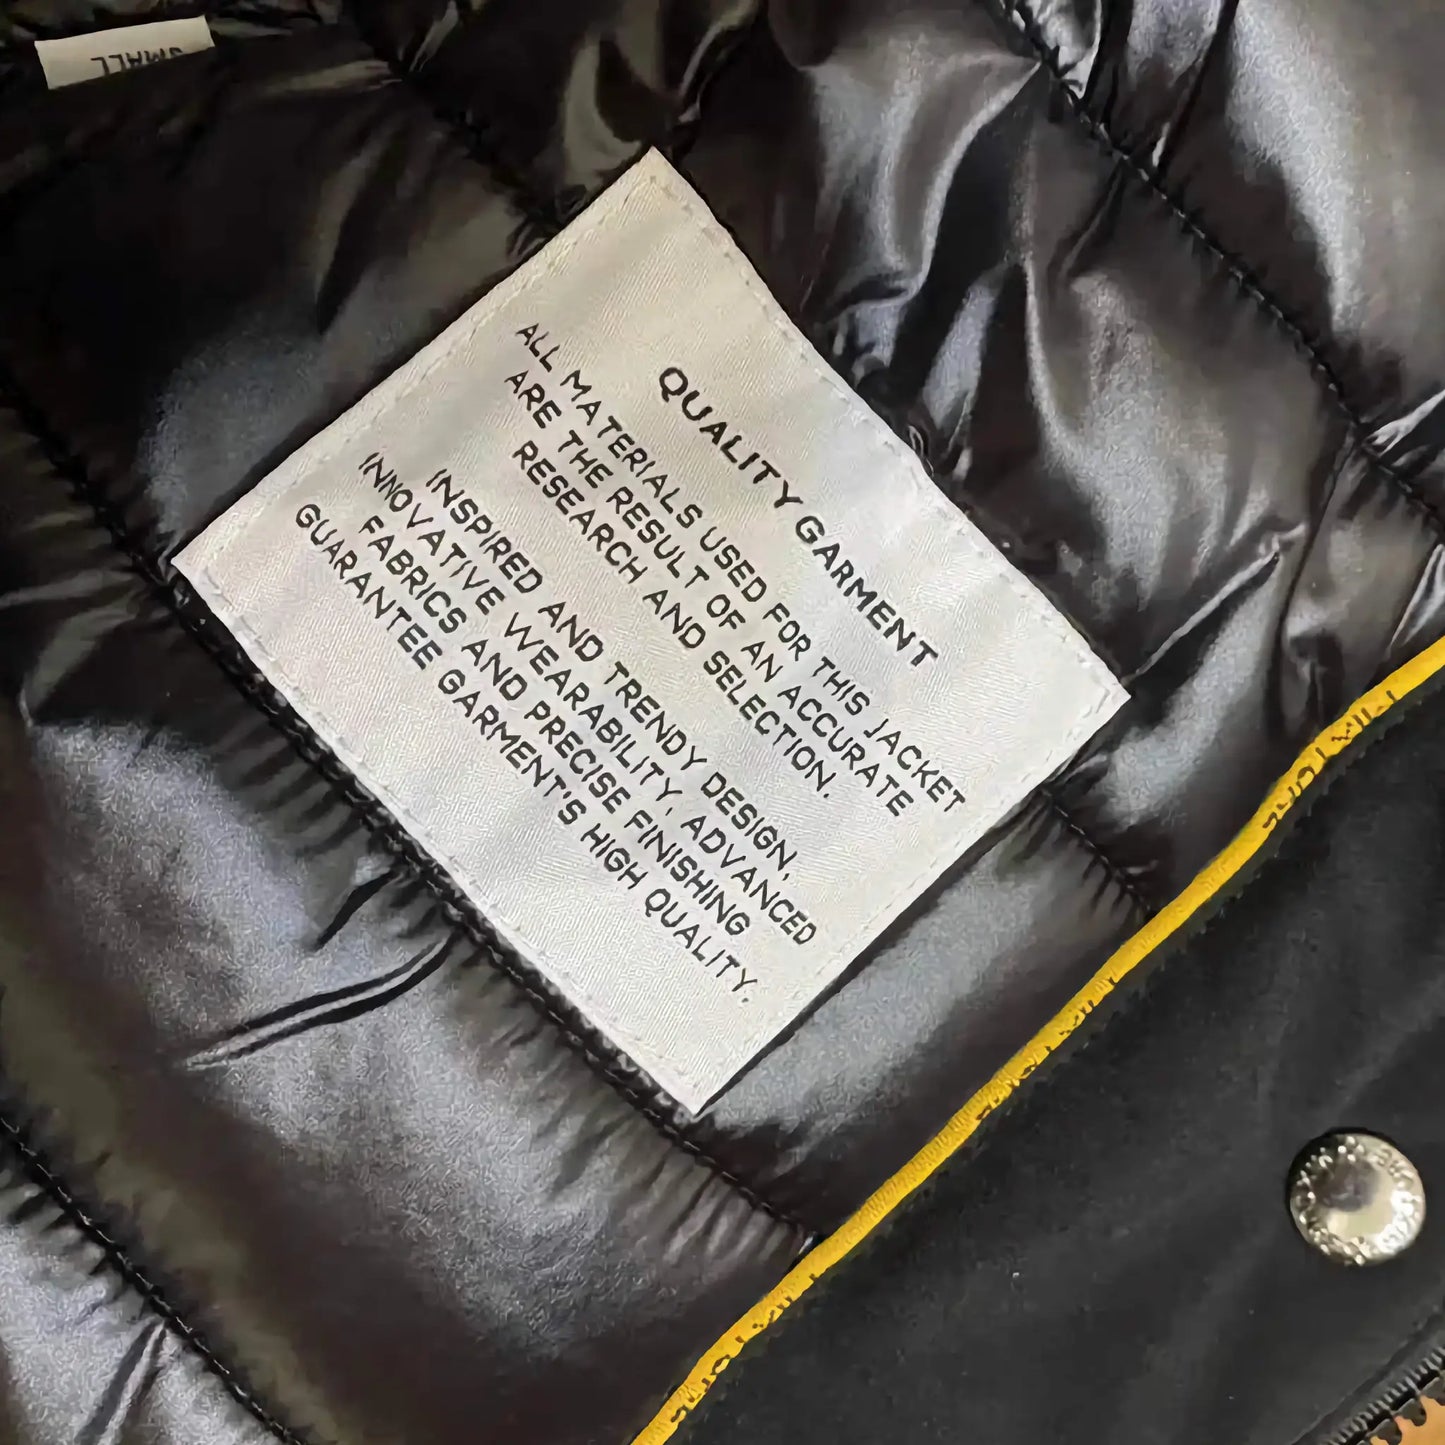 SMALL
QUALITY GARMENT
ALL MATERIALS USED FOR THIS JACKET
ARE THE RESULT OF AN ACCURATE
RESEARCH AND SELECTION.
INSPIRED AND TRENDY DESIGN,
INNOVATIVE WEARABILITY, ADVANCED
FABRICS AND PRECISE FINISHING
GUARANTEE GARMENT'S HIGH QUALITY.